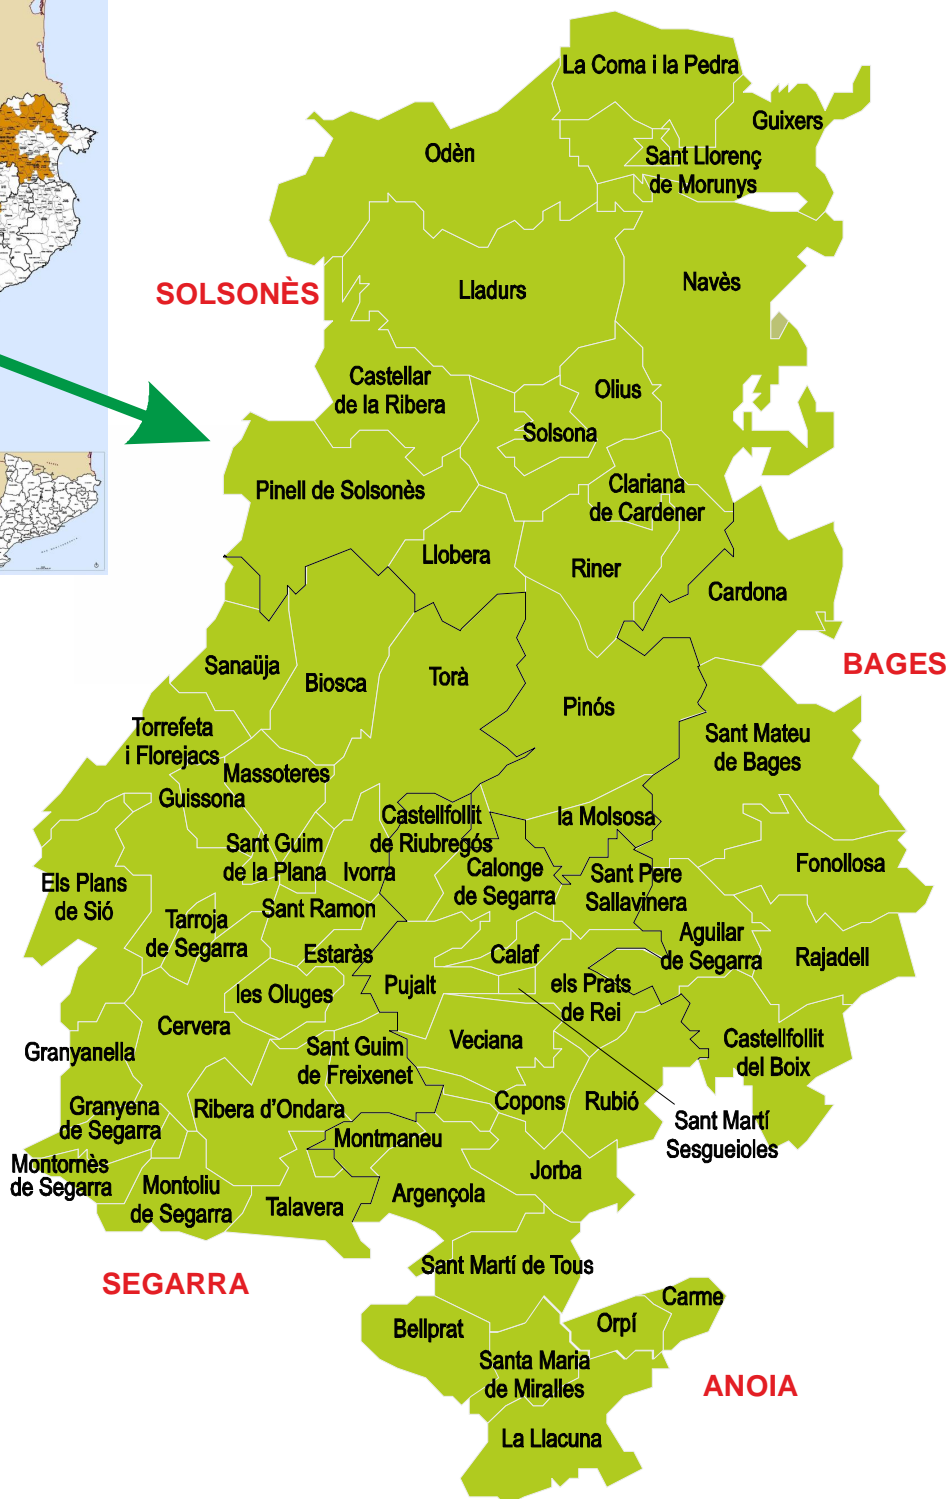 La Coma i la Pedra
Guixers
Odèn
Sant Llorenç
de Morunys
SOLSONÈS
Lladurs
Navès
Castellar
de la Ribera
Olius
Solsona
Pinell de Solsonès
Clariana
de Cardener
Llobera
Riner
Cardona
BAGES
Sanaüja
Biosca
Torà
Pinós
Torrefeta
i Florejacs
Sant Mateu
de Bages
Massoteres
Guissona
Castellfollit
de Riubregós
la Molsosa
Sant Guim
de la Plana
Ivorra
Calonge
de Segarra
Sant Pere
Sallavinera
Fonollosa
Els Plans
de Sió
Tarroja
de Segarra
Sant Ramon
Estaràs
Calaf
Aguilar
de Segarra
Rajadell
les Oluges
Pujalt
els Prats
de Rei
Cervera
Granyanella
Sant Guim
de Freixenet
Veciana
Castellfollit
del Boix
Granyena
de Segarra
Ribera d'Ondara
Copons
Rubió
Sant Martí
Sesgueioles
Montmaneu
Montornès
de Segarra
Montoliu
de Segarra
Talavera
Argençola
Jorba
SEGARRA
Sant Martí de Tous
Carme
Bellprat
Orpí
Santa Maria
de Miralles
ANOIA
La Llacuna